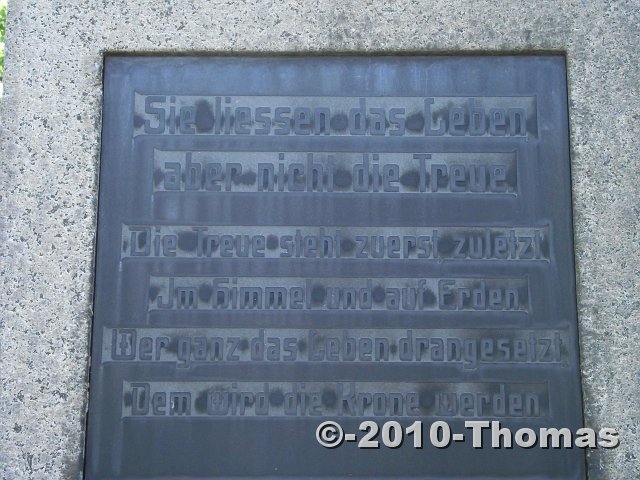 Sie liessen das Leben
aber nicht die Treue
Die Treue steht zuerst, zuletzt
Im Himmel und auf Erden
Wer ganz das Leben drangesetzt
Dem wird die Krone werden
©-2010-Thomas